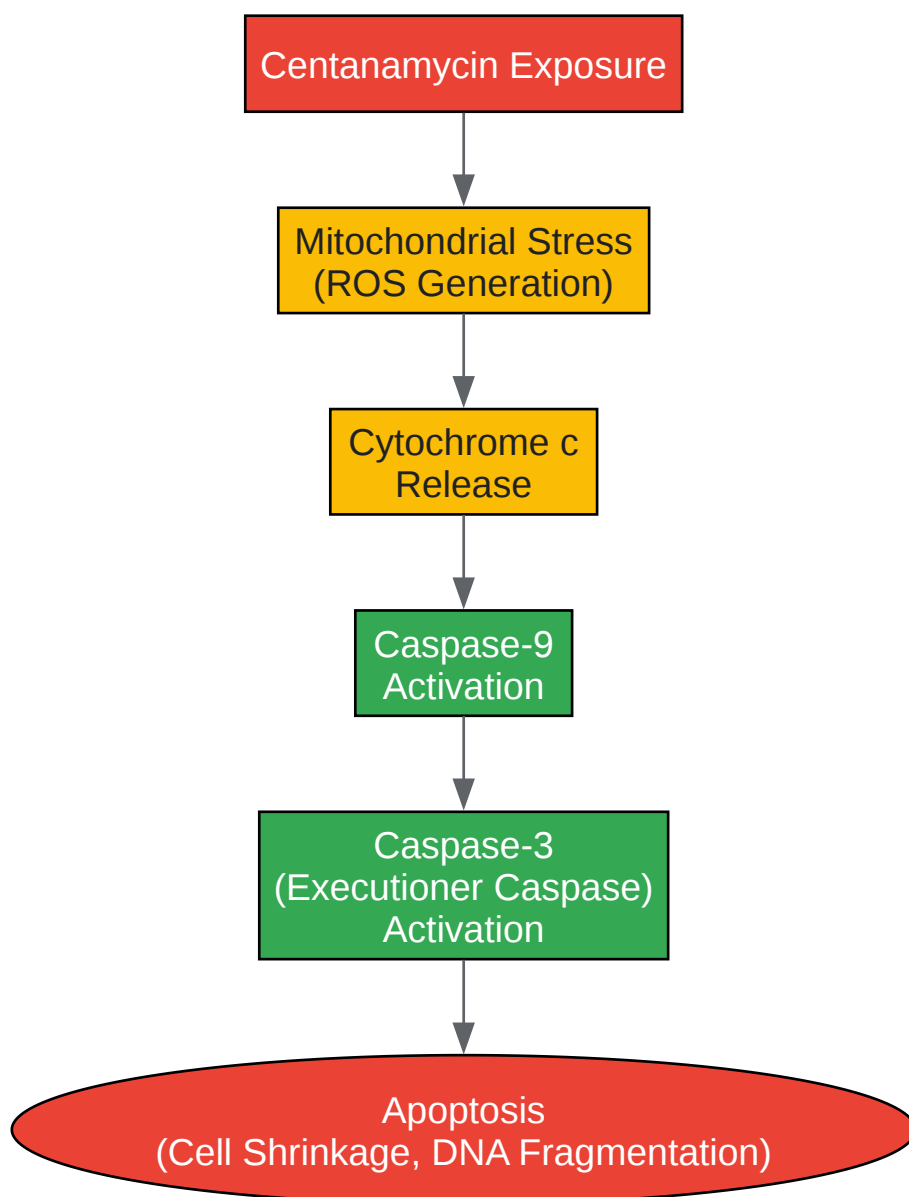 Centanamycin Exposure
Mitochondrial Stress
(ROS Generation)
Cytochrome c
Release
Caspase-9
Activation
Caspase-3
(Executioner Caspase)
Activation
Apoptosis
(Cell Shrinkage, DNA Fragmentation)